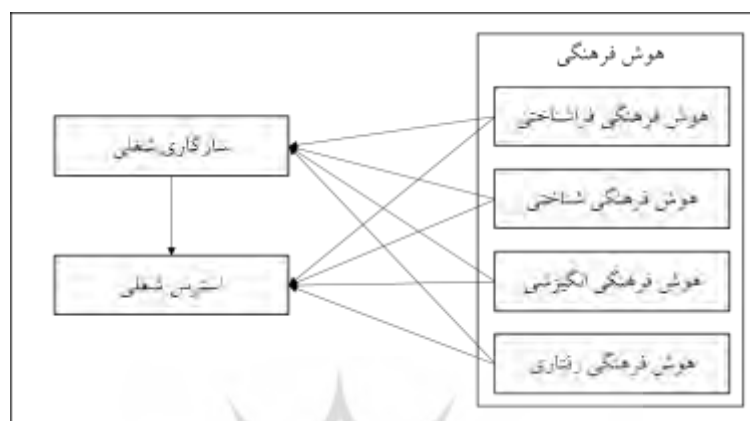 هوش فرهنگی
هوش فرهنگی فراشناختی
هوش فرهنگی شناختی
هوش فرهنگی انگیزشی
هوش فرهنگی رفتاری
سازگاری شغلی
استرس شغلی